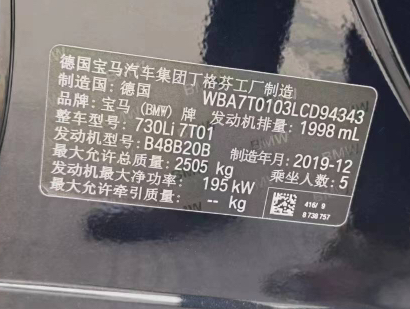 德国宝马汽车集团丁格芬工厂制造
制造国：德国 WBA7T0103LCD94343
品牌：宝马 (BMW) 牌 发动机排量：1998 mL
整车型号：730Li 7T01
发动机型号：B48B20B
最大允许总质量：2505 kg 制造年月：2019-12
发动机最大净功率：195 kW 乘坐人数：5
最大允许牵引质量：-- kg
416/ 9
8 738 757